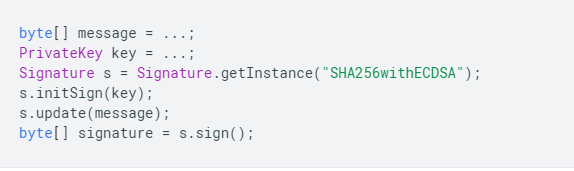 byte[] message = ...;
PrivateKey key = ...;
Signature s = Signature.getInstance("SHA256withECDSA");
s.initSign(key);
s.update(message);
byte[] signature = s.sign();